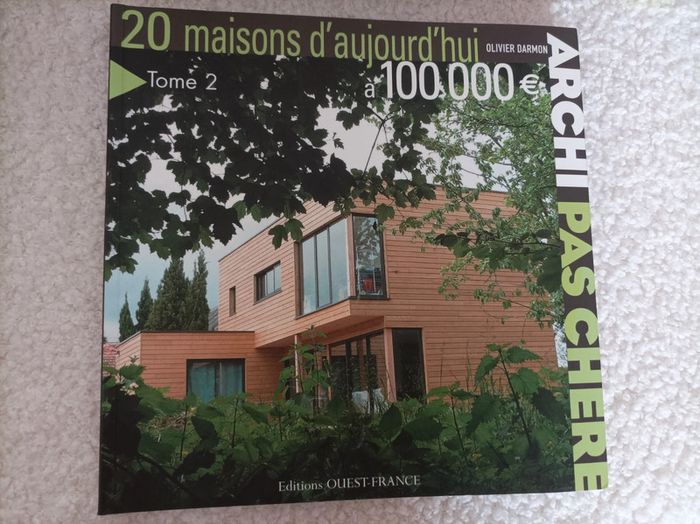 20 maisons d'aujourd'hui
OLIVIER DARMON
Tome 2
à 100.000 €
ARCHI PAS CHERE
Editions OUEST-FRANCE